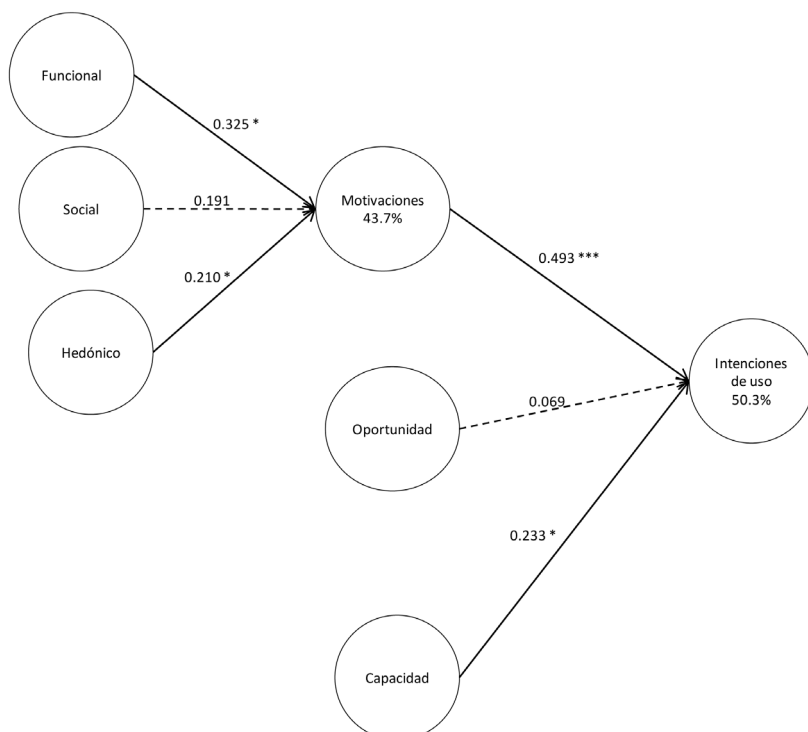 Funcional
0.325 *
Social
0.191
Motivaciones
43.7%
Hedónico
0.210 *
0.493 ***
Intenciones
de uso
50.3%
Oportunidad
0.069
0.233 *
Capacidad